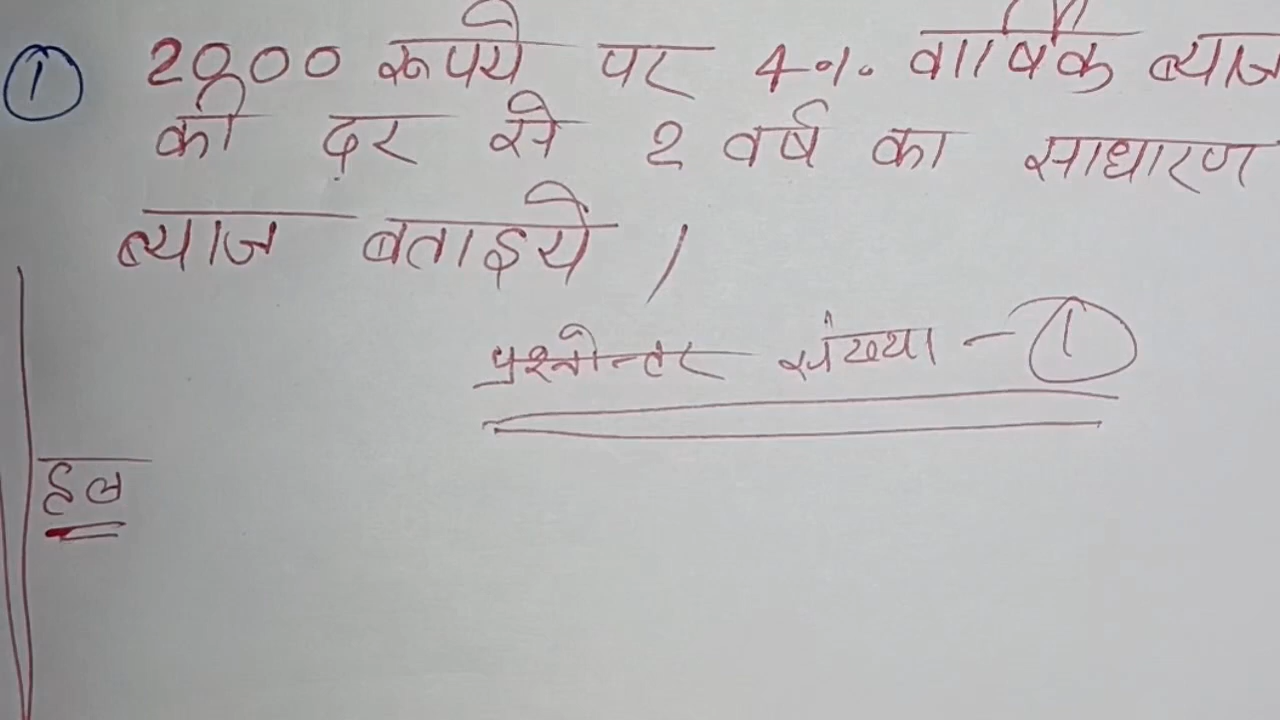 ① 2000 रूपये पर 4% वार्षिक ब्याज
की दर से 2 वर्ष का साधारण
ब्याज बताइये ।
प्रश्नोन्तर संख्या - ①
हल